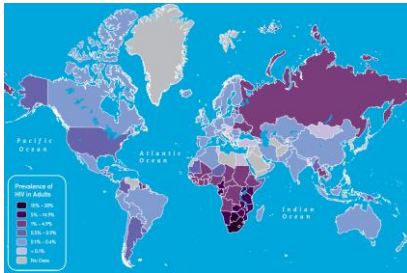 Pacific
Ocean
Atlantic
Ocean
Indian
Ocean
Prevalence of
HIV in Adults
15% - 28%
5% - 14.9%
1% - 4.9%
0.5% - 0.9%
0.1% - 0.4%
< 0.1%
No Data